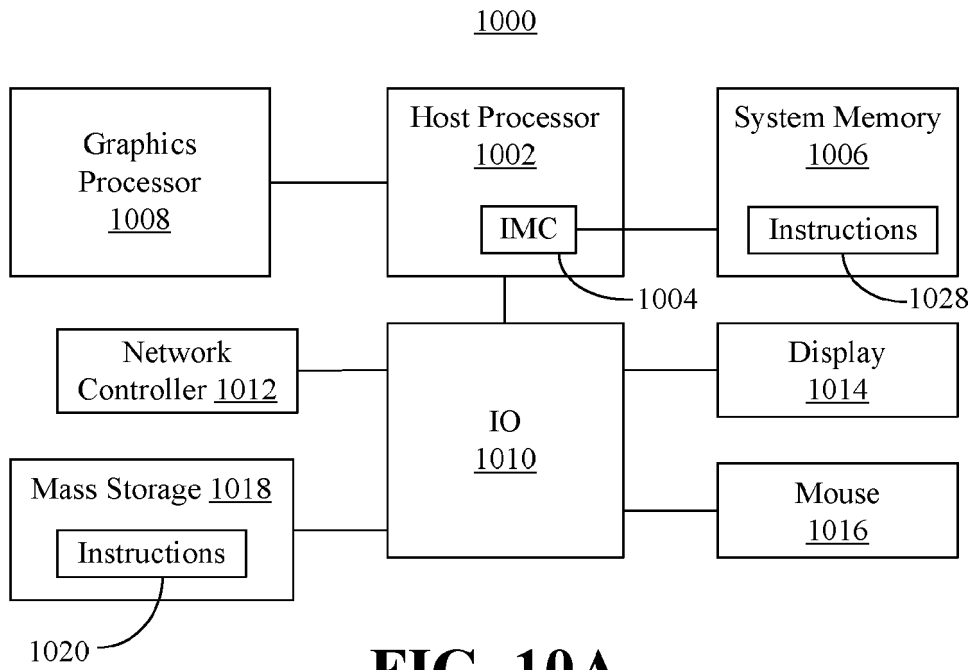 1000
Graphics
Processor
1008
Host Processor
1002
IMC
1004
System Memory
1006
Instructions
1028
Network
Controller 1012
IO
1010
Display
1014
Mass Storage 1018
Instructions
1020
Mouse
1016
FIG. 10A